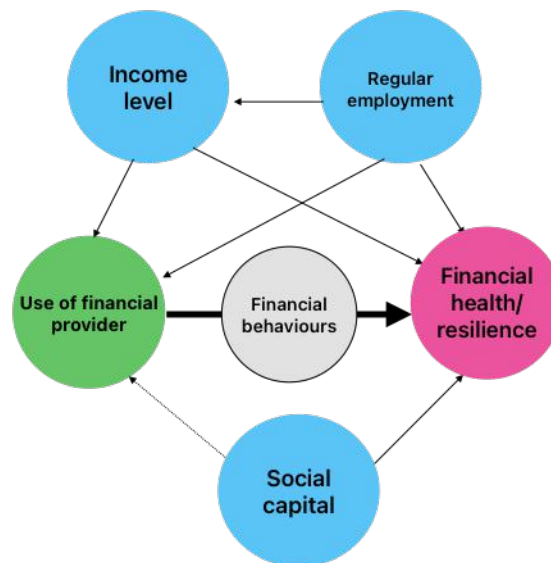 Income
level
Regular
employment
Use of financial
provider
Financial
behaviours
Financial
health/
resilience
Social
capital